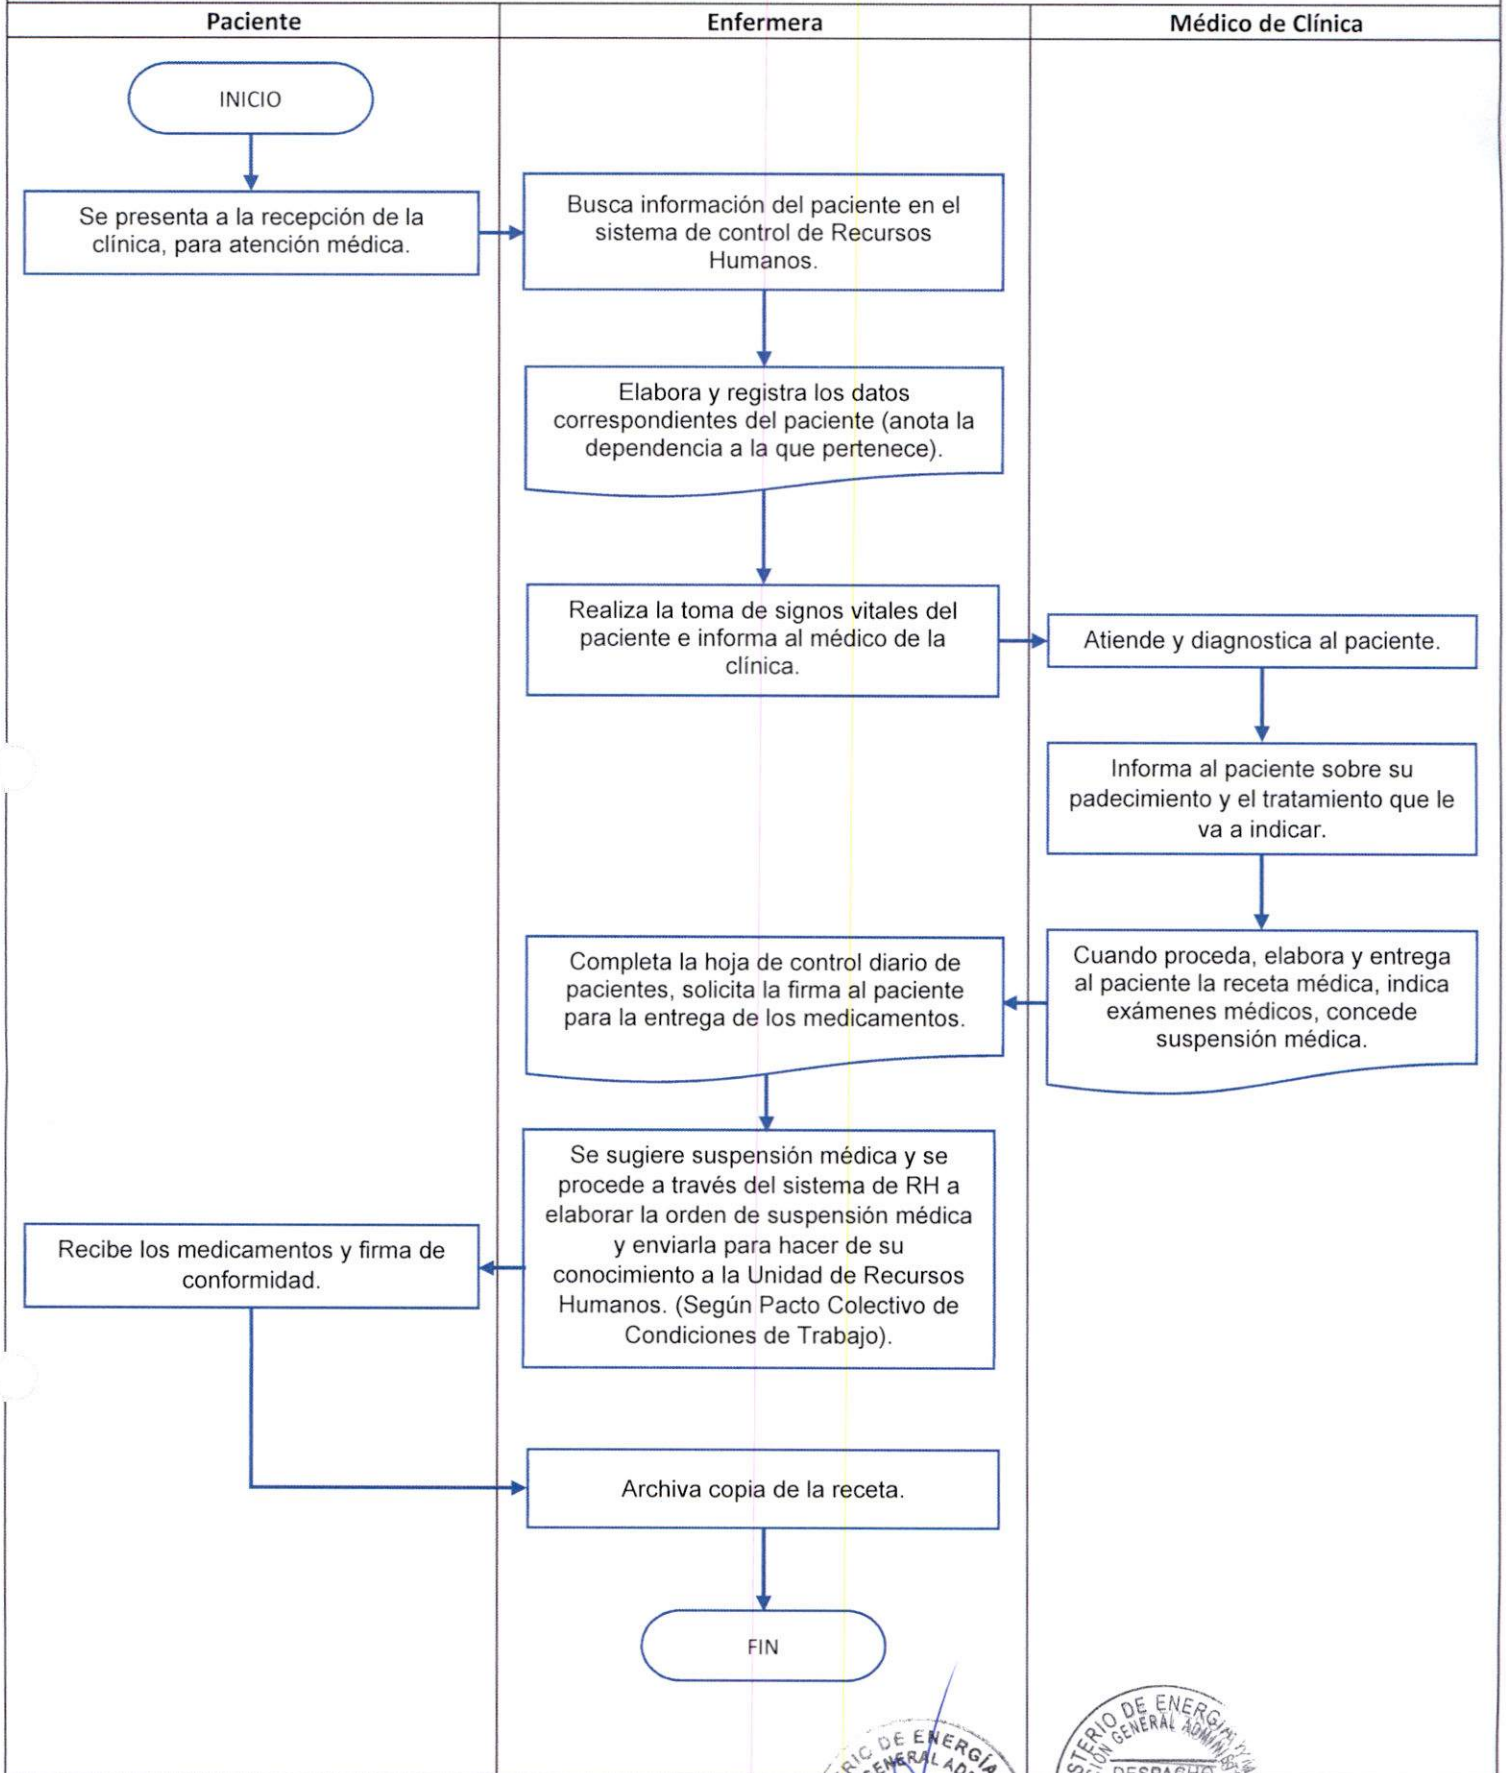 Paciente
Enfermera
Médico de Clínica
INICIO
Se presenta a la recepción de la
clínica, para atención médica.
Busca información del paciente en el
sistema de control de Recursos
Humanos.
Elabora y registra los datos
correspondientes del paciente (anota la
dependencia a la que pertenece).
Realiza la toma de signos vitales del
paciente e informa al médico de la
clínica.
Atiende y diagnostica al paciente.
Informa al paciente sobre su
padecimiento y el tratamiento que le
va a indicar.
Cuando proceda, elabora y entrega
al paciente la receta médica, indica
exámenes médicos, concede
suspensión médica.
Completa la hoja de control diario de
pacientes, solicita la firma al paciente
para la entrega de los medicamentos.
Se sugiere suspensión médica y se
procede a través del sistema de RH a
elaborar la orden de suspensión médica
y enviarla para hacer de su
conocimiento a la Unidad de Recursos
Humanos. (Según Pacto Colectivo de
Condiciones de Trabajo).
Recibe los medicamentos y firma de
conformidad.
Archiva copia de la receta.
FIN
DE ENERGÍA
DE ENERGÍA
GENERAL
DESPACHO